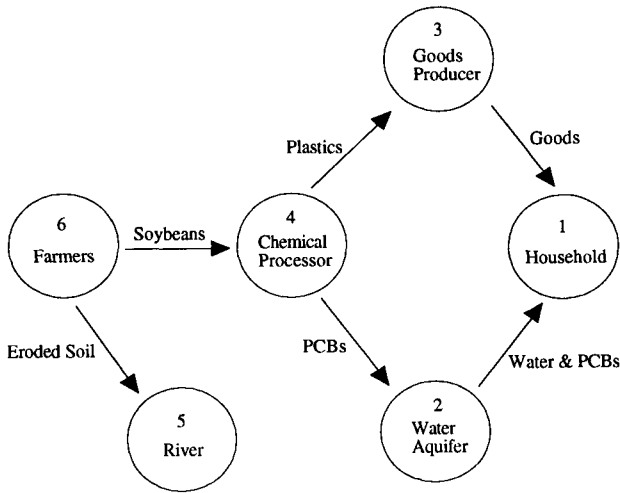 3
Goods
Producer
Plastics
Goods
6
Farmers
Soybeans
4
Chemical
Processor
1
Household
Eroded Soil
PCBs
Water & PCBs
5
River
2
Water
Aquifer